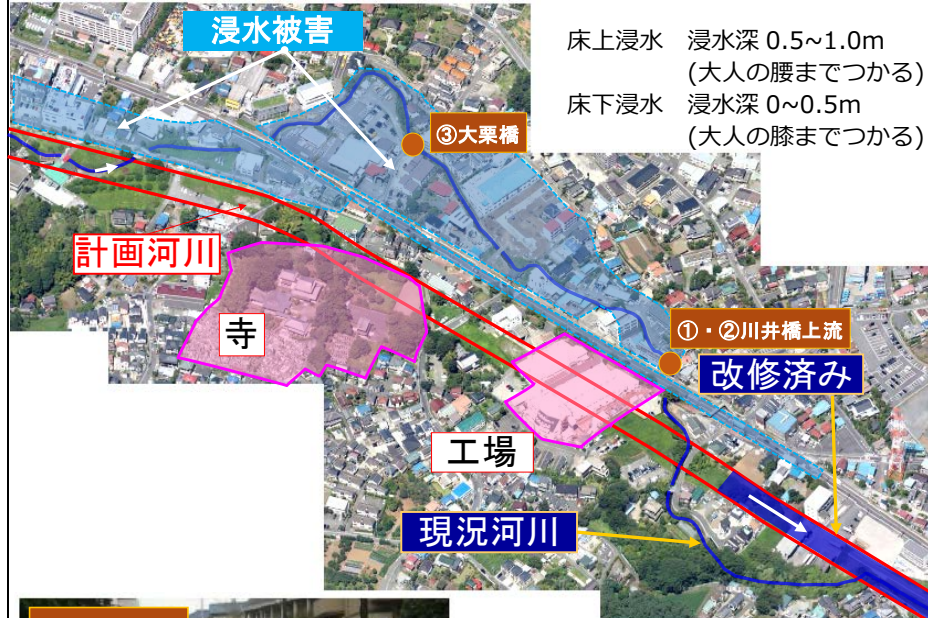 浸水被害
床上浸水 浸水深 0.5~1.0m
(大人の腰までつかる)
床下浸水 浸水深 0~0.5m
(大人の膝までつかる)
③大栗橋
計画河川
寺
①・②川井橋上流
改修済み
工場
現況河川